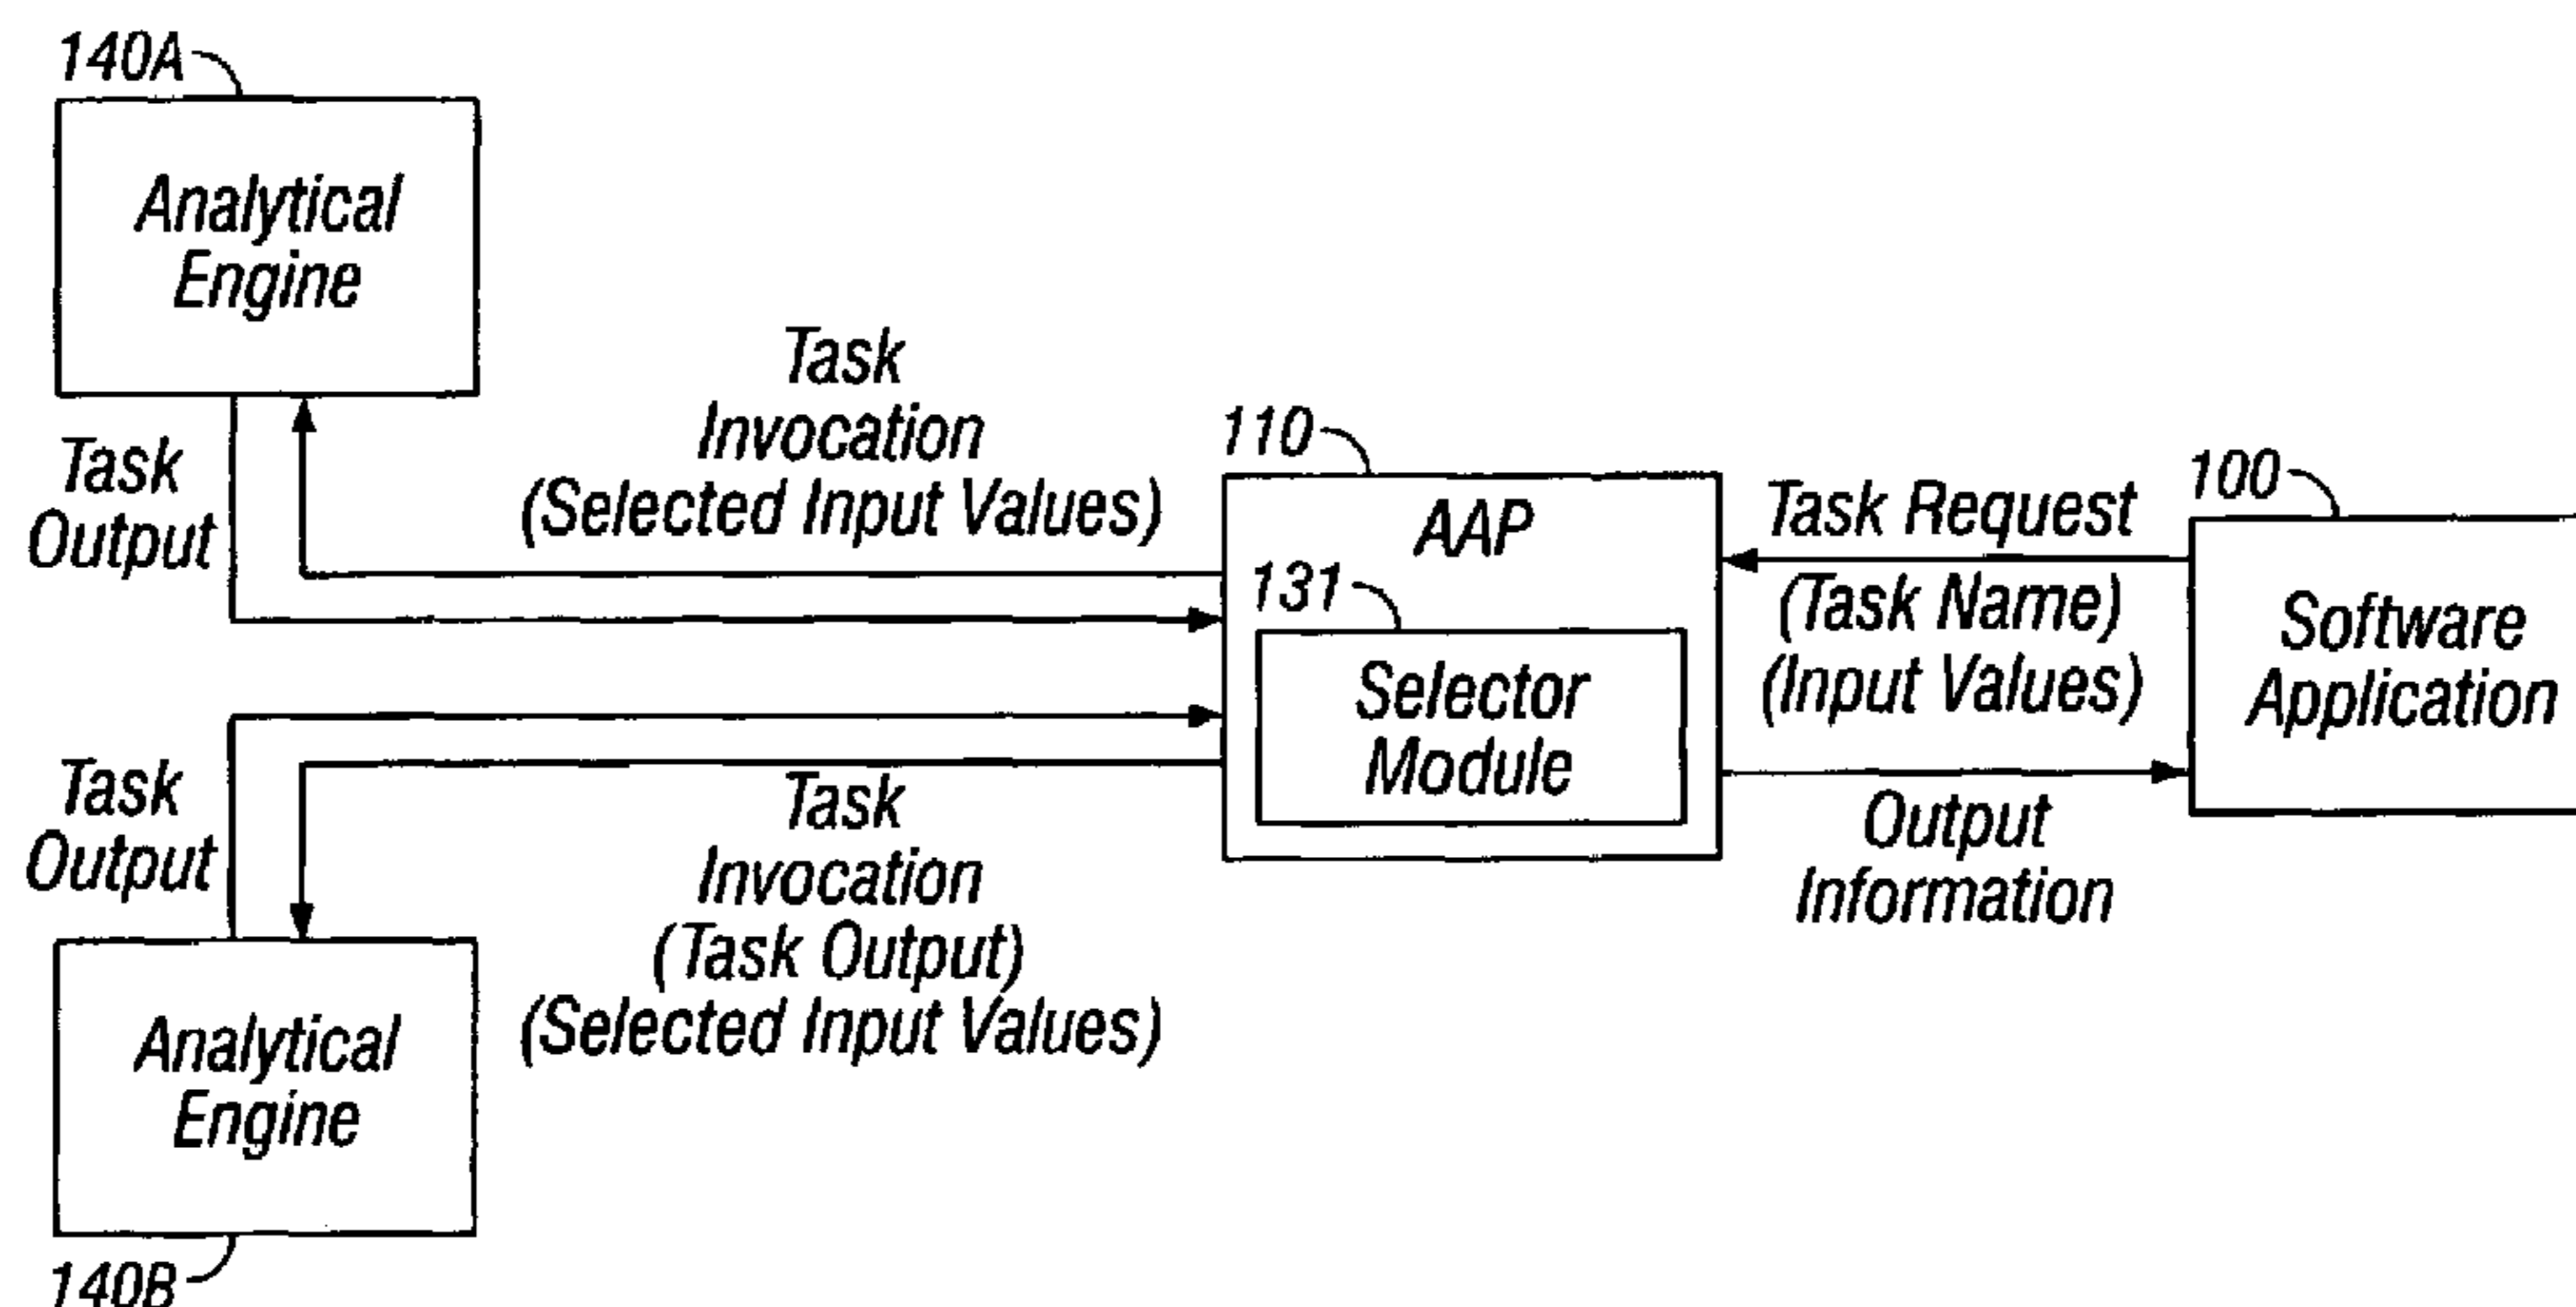 140A
Analytical
Engine
Task
Output
Task
Invocation
(Selected Input Values)
110
AAP
131
Selector
Module
Task Request
(Task Name)
(Input Values)
100
Software
Application
Output
Information
Task
Output
Task
Invocation
(Task Output)
(Selected Input Values)
Analytical
Engine
140B